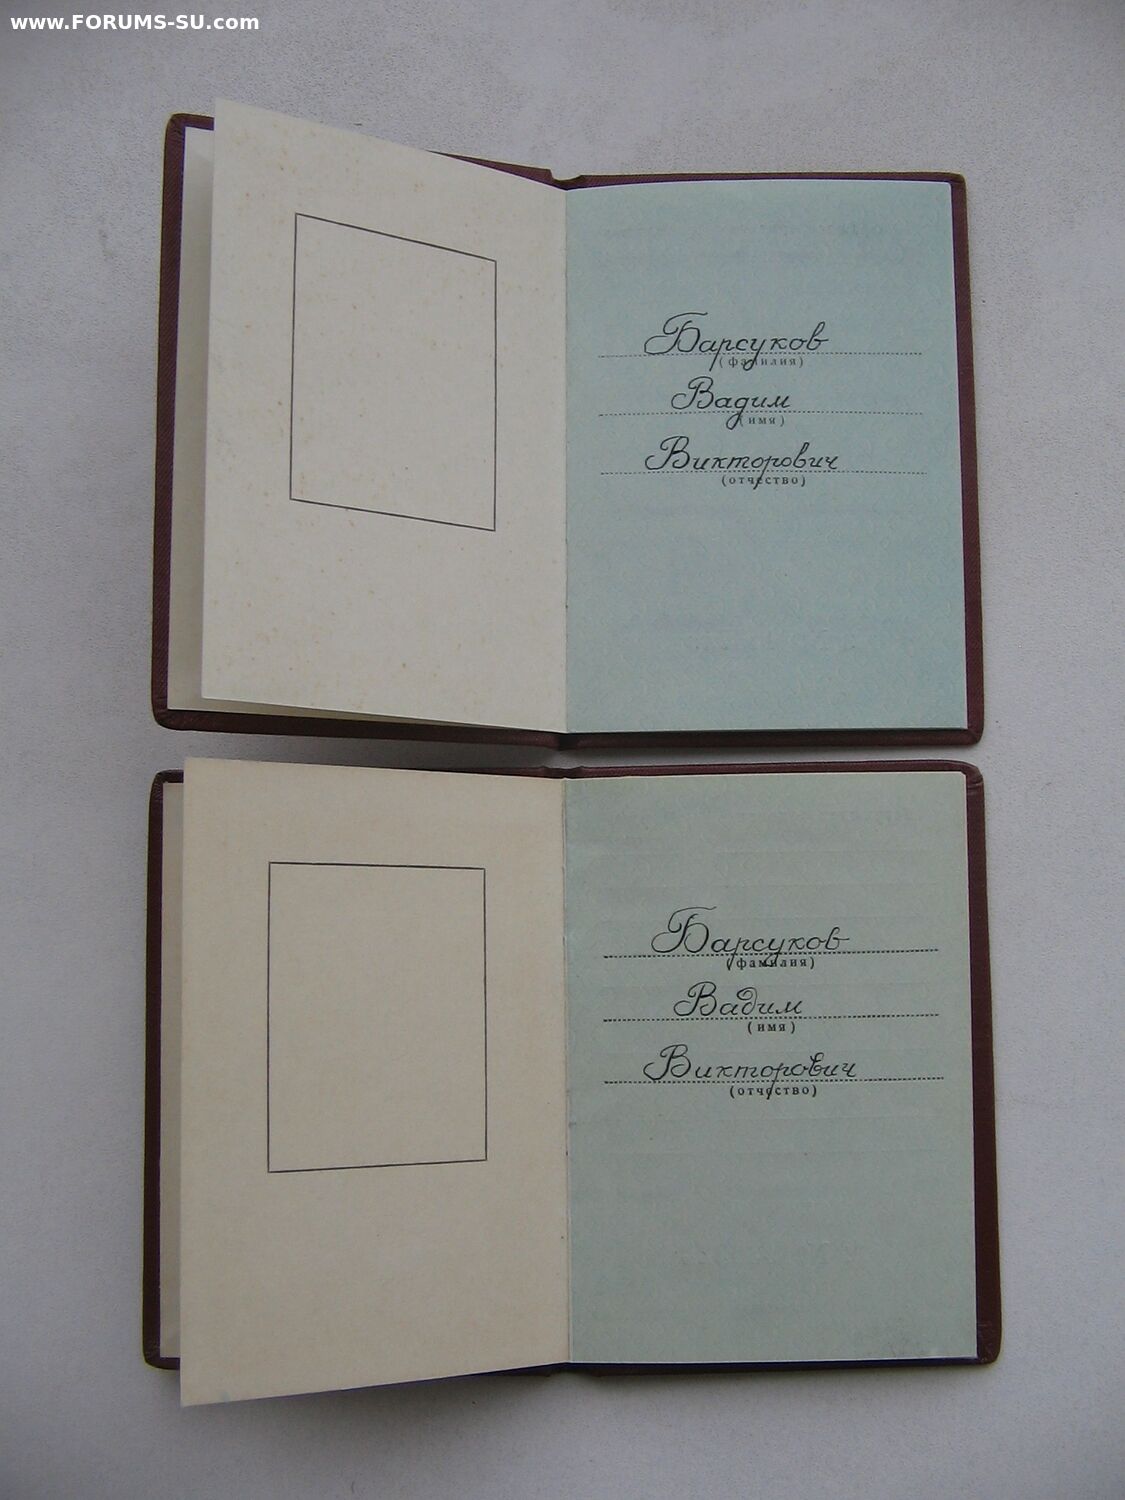 www.FORUMS-SU.com
Барсуков
(фамилия)
Вадим
(имя)
Викторович
(отчество)
Барсуков
(фамилия)
Вадим
(имя)
Викторович
(отчество)